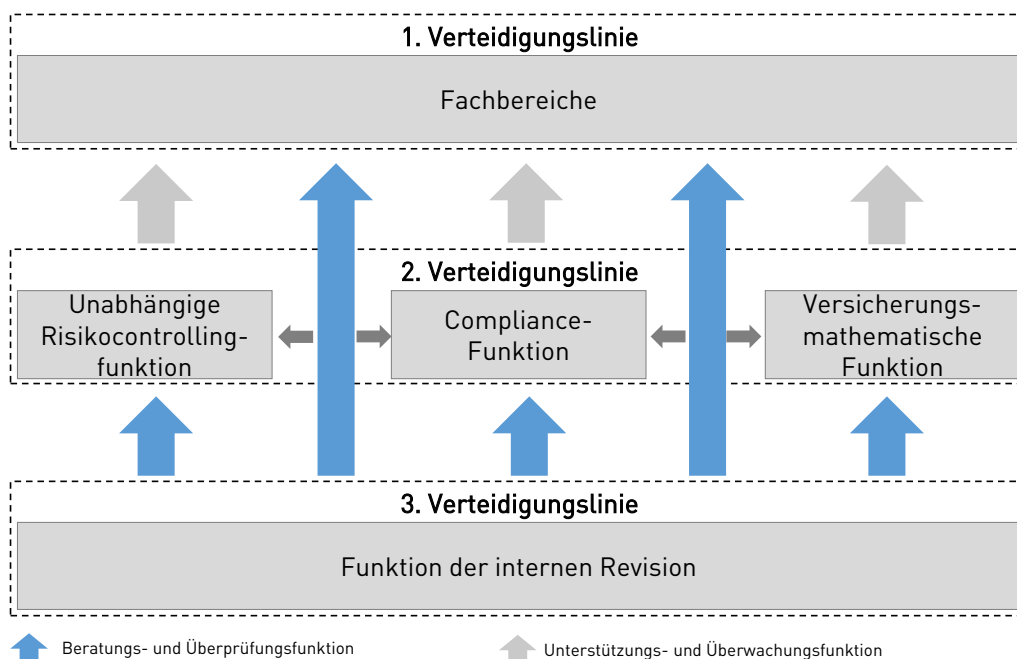 1. Verteidigungslinie
Fachbereiche
2. Verteidigungslinie
Unabhängige
Risikocontrolling-
funktion
Compliance-
Funktion
Versicherungs-
mathematische
Funktion
3. Verteidigungslinie
Funktion der internen Revision
Beratungs- und Überprüfungsfunktion
Unterstützungs- und Überwachungsfunktion